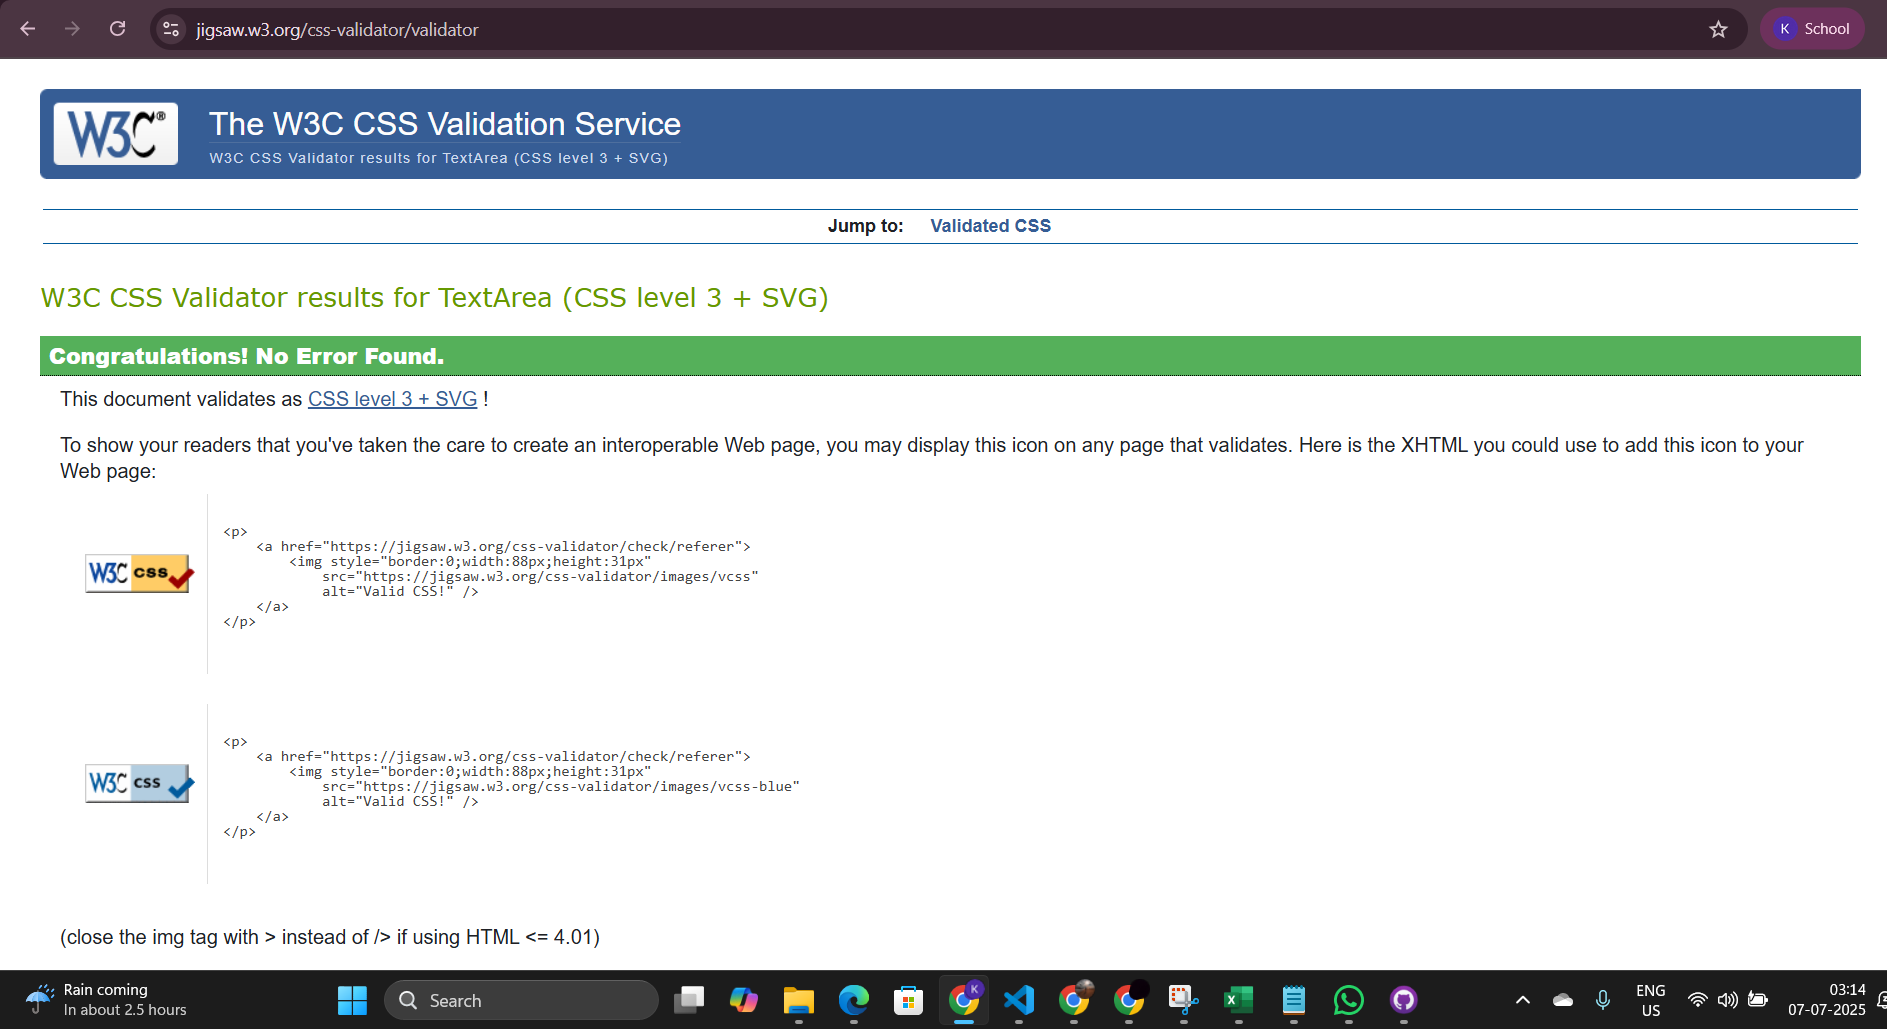 jigsaw.w3.org/css-validator/validator
K School
W3C®
The W3C CSS Validation Service
W3C CSS Validator results for TextArea (CSS level 3 + SVG)
Jump to: Validated CSS
W3C CSS Validator results for TextArea (CSS level 3 + SVG)
Congratulations! No Error Found.
This document validates as CSS level 3 + SVG !
To show your readers that you've taken the care to create an interoperable Web page, you may display this icon on any page that validates. Here is the XHTML you could use to add this icon to your
Web page:
W3C css
<p>
<a href="https://jigsaw.w3.org/css-validator/check/referer">
<img style="border:0;width:88px;height:31px"
src="https://jigsaw.w3.org/css-validator/images/vcss"
alt="Valid CSS!" />
</a>
</p>
W3C css
<p>
<a href="https://jigsaw.w3.org/css-validator/check/referer">
<img style="border:0;width:88px;height:31px"
src="https://jigsaw.w3.org/css-validator/images/vcss-blue"
alt="Valid CSS!" />
</a>
</p>
(close the img tag with > instead of /> if using HTML <= 4.01)
Rain coming
In about 2.5 hours
Search
K
X
ENG
US
03:14
07-07-2025